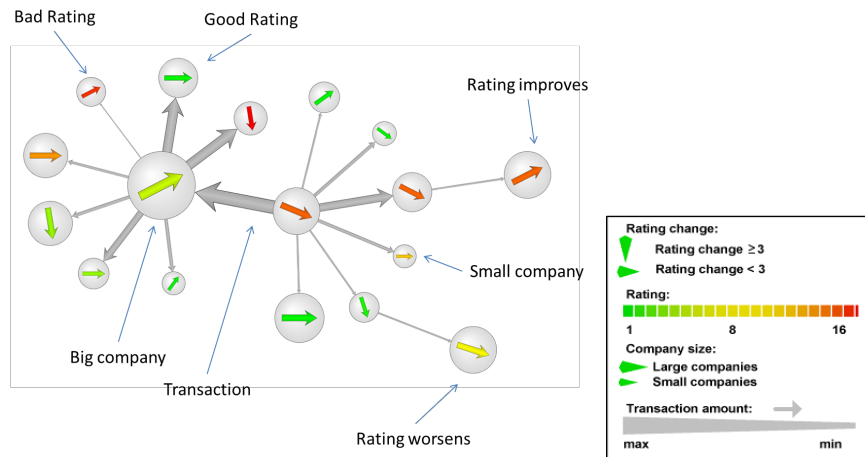 Bad Rating
Good Rating
Rating improves
Small company
Big company
Transaction
Rating worsens
Rating change:
Rating change ≥3
Rating change < 3
Rating:
1 8 16
Company size:
Large companies
Small companies
Transaction amount:
max min